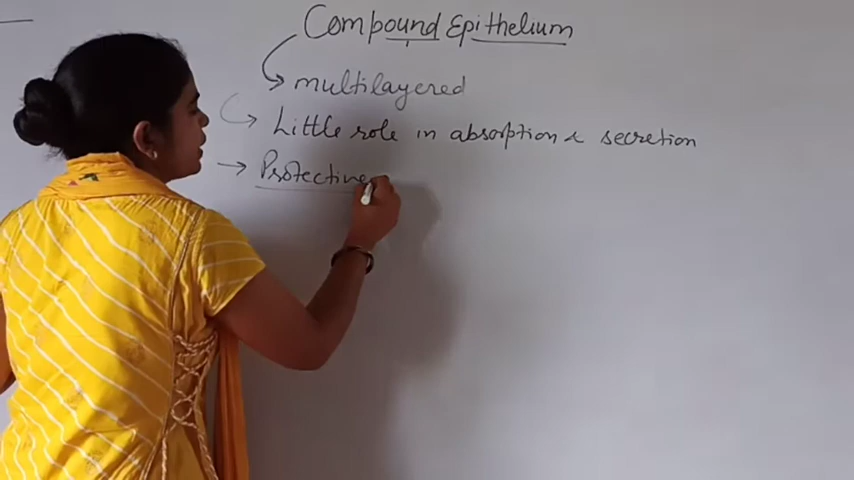 Compound Epithelium
multilayered
Little role in absorption & secretion
Protective